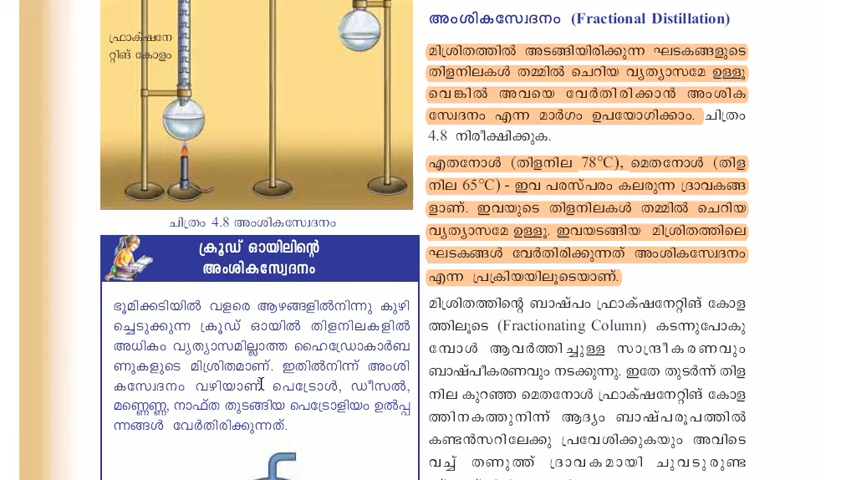 ഫ്രാക്ഷനേ
റ്റിങ് കോളം
ചിത്രം 4.8 അംശികസ്വേദനം
ക്രൂഡ് ഓയിലിന്റെ
അംശികസ്വേദനം
ഭൂമിക്കടിയിൽ വളരെ ആഴങ്ങളിൽനിന്നു കുഴി
ച്ചെടുക്കുന്ന ക്രൂഡ് ഓയിൽ തിളനിലകളിൽ
അധികം വ്യത്യാസമില്ലാത്ത ഹൈഡ്രോകാർബ
ണുകളുടെ മിശ്രിതമാണ്. ഇതിൽനിന്ന് അംശി
കസ്വേദനം വഴിയാണ് പെട്രോൾ, ഡീസൽ,
മണ്ണെണ്ണ, നാഫ്ത തുടങ്ങിയ പെട്രോളിയം ഉൽപ്പ
ന്നങ്ങൾ വേർതിരിക്കുന്നത്.
അംശികസ്വേദനം (Fractional Distillation)
മിശ്രിതത്തിൽ അടങ്ങിയിരിക്കുന്ന ഘടകങ്ങളുടെ
തിളനിലകൾ തമ്മിൽ ചെറിയ വ്യത്യാസമേ ഉള്ളൂ
വെങ്കിൽ അവയെ വേർതിരിക്കാൻ അംശിക
സ്വേദനം എന്ന മാർഗം ഉപയോഗിക്കാം. ചിത്രം
4.8 നിരീക്ഷിക്കുക.
എതനോൾ (തിളനില 78°C), മെതനോൾ (തിള
നില 65°C) - ഇവ പരസ്പരം കലരുന്ന ദ്രാവകങ്ങ
ളാണ്. ഇവയുടെ തിളനിലകൾ തമ്മിൽ ചെറിയ
വ്യത്യാസമേ ഉള്ളൂ. ഇവയടങ്ങിയ മിശ്രിതത്തിലെ
ഘടകങ്ങൾ വേർതിരിക്കുന്നത് അംശികസ്വേദനം
എന്ന പ്രക്രിയയിലൂടെയാണ്.
മിശ്രിതത്തിന്റെ ബാഷ്പം ഫ്രാക്ഷനേറ്റിങ് കോള
ത്തിലൂടെ (Fractionating Column) കടന്നുപോകു
മ്പോൾ ആവർത്തിച്ചുള്ള സാന്ദ്രീകരണവും
ബാഷ്പീകരണവും നടക്കുന്നു. ഇതേ തുടർന്ന് തിള
നില കുറഞ്ഞ മെതനോൾ ഫ്രാക്ഷനേറ്റിങ് കോള
ത്തിനകത്തുനിന്ന് ആദ്യം ബാഷ്പരൂപത്തിൽ
കണ്ടൻസറിലേക്കു പ്രവേശിക്കുകയും അവിടെ
വച്ച് തണുത്ത് ദ്രാവകമായി ചുവടുരുണ്ട